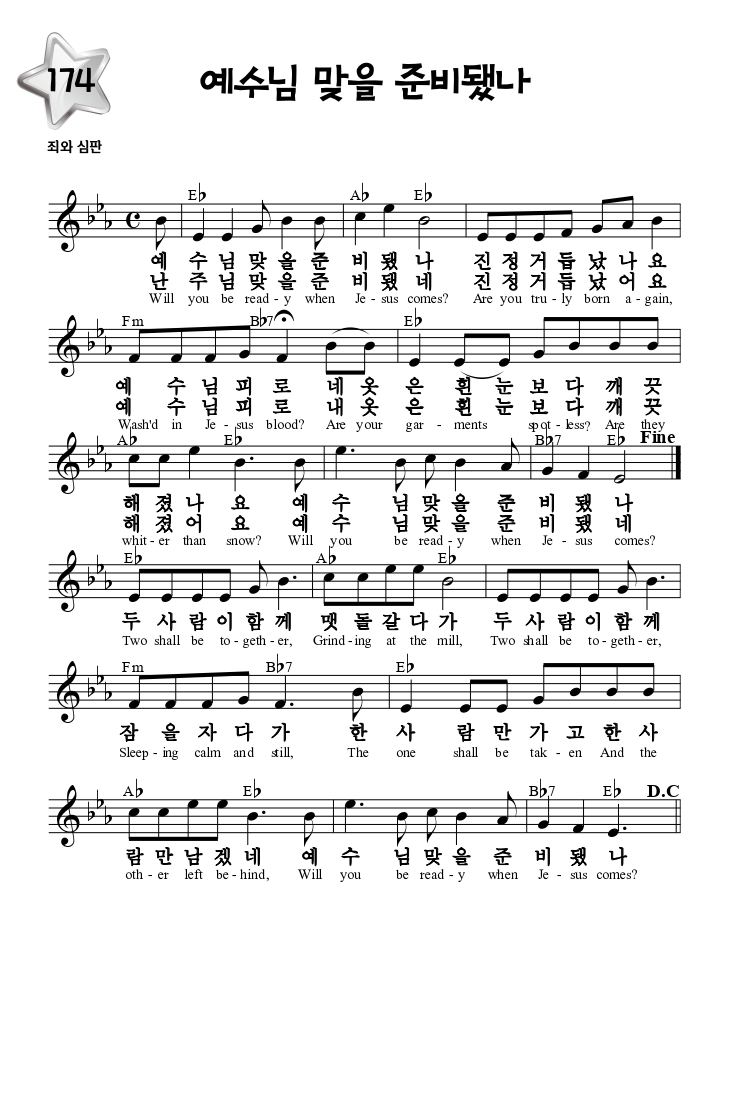 174
예수님 맞을 준비됐나
죄와 심판
E♭ A♭ E♭
예 수 님 맞 을 준 비 됐 나 진 정 거 듭 났 나 요
난 주 님 맞 을 준 비 됐 네 진 정 거 듭 났 어 요
Will you be read - y when Je - sus comes? Are you tru - ly born a - gain,
Fm B♭7 E♭
예 수 님 피 로 네 옷 은 흰 눈 보 다 깨 끗
예 수 님 피 로 내 옷 은 흰 눈 보 다 깨 끗
Wash'd in Je - sus blood? Are your gar - ments spot - less? Are they
A♭ E♭ B♭7 E♭ Fine
해 졌 나 요 예 수 님 맞 을 준 비 됐 나
해 졌 어 요 예 수 님 맞 을 준 비 됐 네
whit - er than snow? Will you be read - y when Je - sus comes?
E♭ A♭ E♭
두 사 람 이 함 께 맷 돌 갈 다 가 두 사 람 이 함 께
Two shall be to - geth - er, Grind - ing at the mill, Two shall be to - geth - er,
Fm B♭7 E♭
잠 을 자 다 가 한 사 람 만 가 고 한 사
Sleep - ing calm and still, The one shall be tak - en And the
A♭ E♭ B♭7 E♭ D.C
람 만 남 겠 네 예 수 님 맞 을 준 비 됐 나
oth - er left be - hind, Will you be read - y when Je - sus comes?